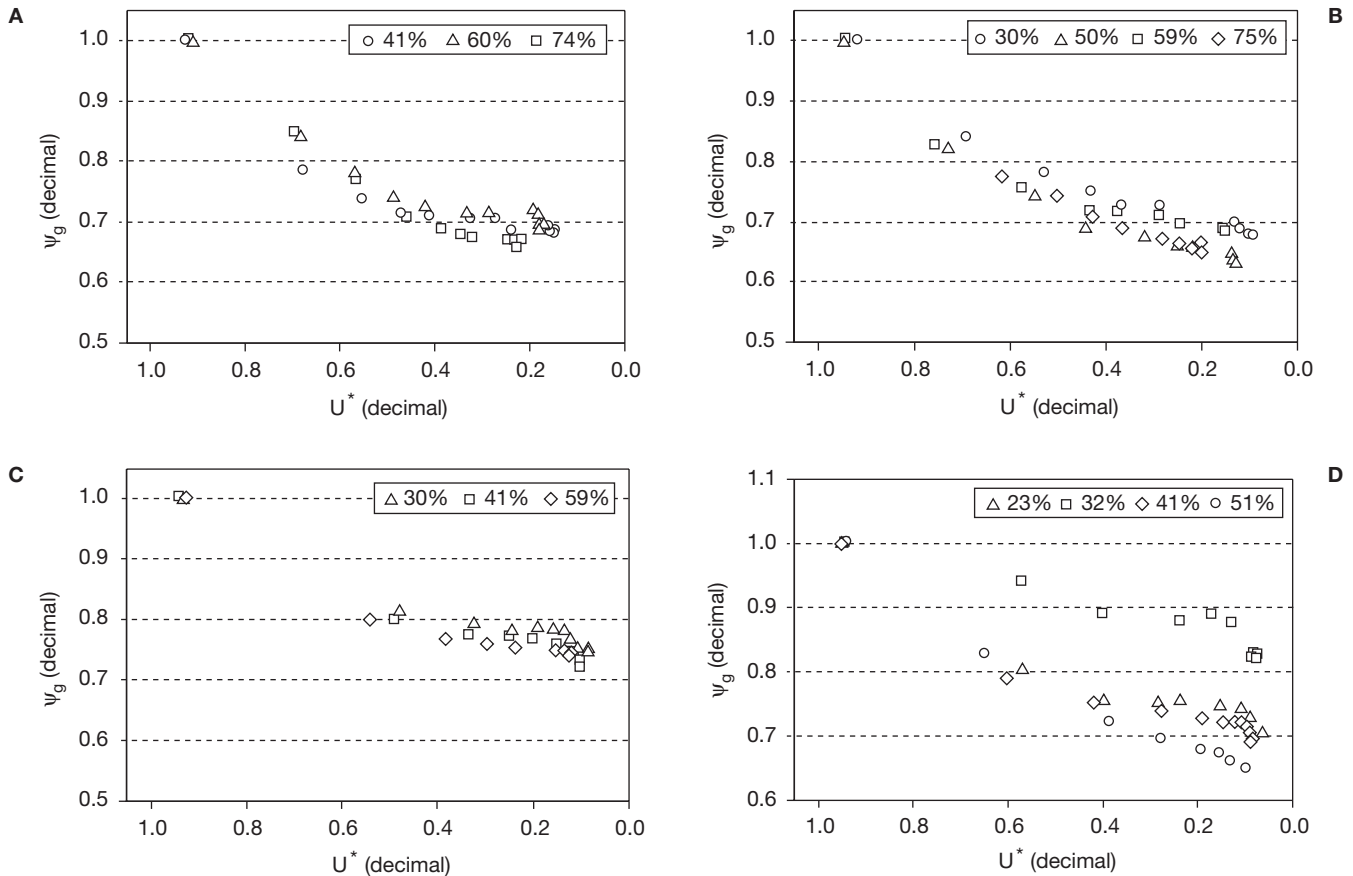 A
41% 60% 74%
1.0
0.9
0.8
0.7
0.6
0.5
ψg (decimal)
1.0 0.8 0.6 0.4 0.2 0.0
U* (decimal)
B
30% 50% 59% 75%
1.0
0.9
0.8
0.7
0.6
0.5
ψg (decimal)
1.0 0.8 0.6 0.4 0.2 0.0
U* (decimal)
C
30% 41% 59%
1.0
0.9
0.8
0.7
0.6
0.5
ψg (decimal)
1.0 0.8 0.6 0.4 0.2 0.0
U* (decimal)
D
23% 32% 41% 51%
1.1
1.0
0.9
0.8
0.7
0.6
ψg (decimal)
1.0 0.8 0.6 0.4 0.2 0.0
U* (decimal)